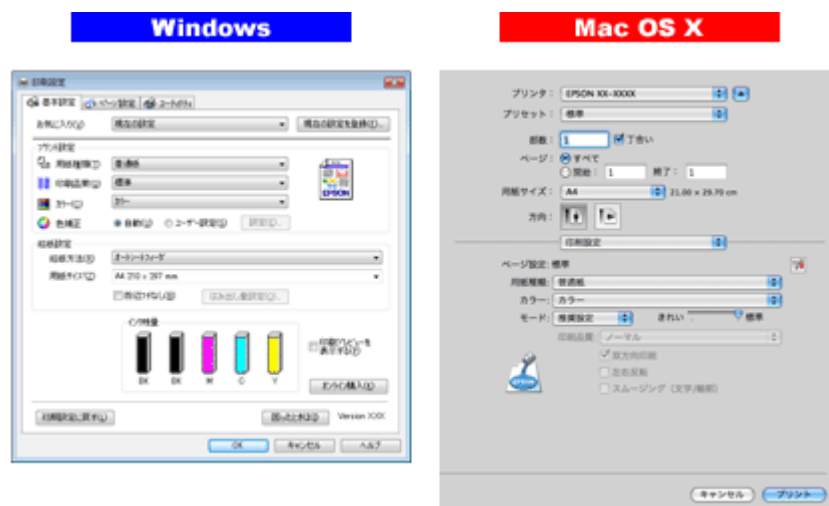 Windows
Mac OS X
印刷設定
基本設定 ページ設定 ユーティリティ
お気に入り(V) 現在の設定 現在の設定を登録(D)...
プリント設定
用紙種類(T) 普通紙
印刷品質(Q) 標準
カラー(C) カラー
色補正 自動(G) ユーザー設定(S) 設定(I)...
EPSON
給紙設定
給紙方法(R) オートシートフィーダ
用紙サイズ(Z) A4 210 x 297 mm
四辺フチなし(B) はみ出し量設定(Q)...
インク残量
印刷プレビューを
表示する(P)
BK BK M C Y
オンライン購入(X)
初期設定に戻す(L) 困ったときは(J) Version X.XX
OK キャンセル ヘルプ
プリンタ: EPSON XX-XXXX
プリセット: 標準
部数: 1 丁合い
ページ: すべて
開始: 1 終了: 1
用紙サイズ: A4 21.00 x 29.70 cm
方向:
印刷設定
ページ設定: 標準
用紙種類: 普通紙
カラー: カラー
モード: 推奨設定 きれい 標準
印刷品質: ノーマル
双方向印刷
左右反転
EPSON
スムージング (文字/輪郭)
キャンセル プリント